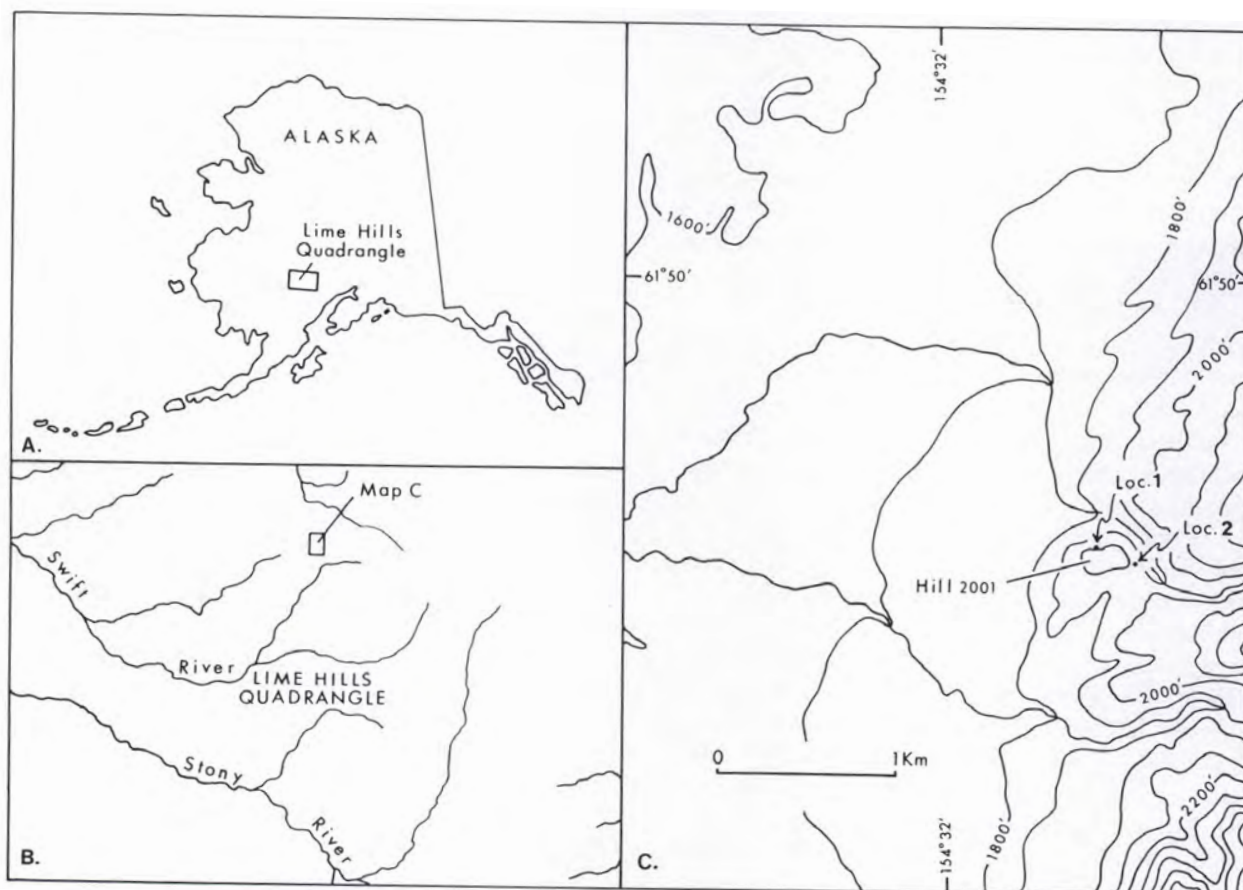 ALASKA
Lime Hills
Quadrangle
A.
Map C
Swift
River
LIME HILLS
QUADRANGLE
Stony
River
B.
154°32'
1600'
1800'
61°50'
61°50'
2000'
Loc.1
Loc.2
Hill 2001
2000'
0 1Km
2200'
154°32'
1800'
C.